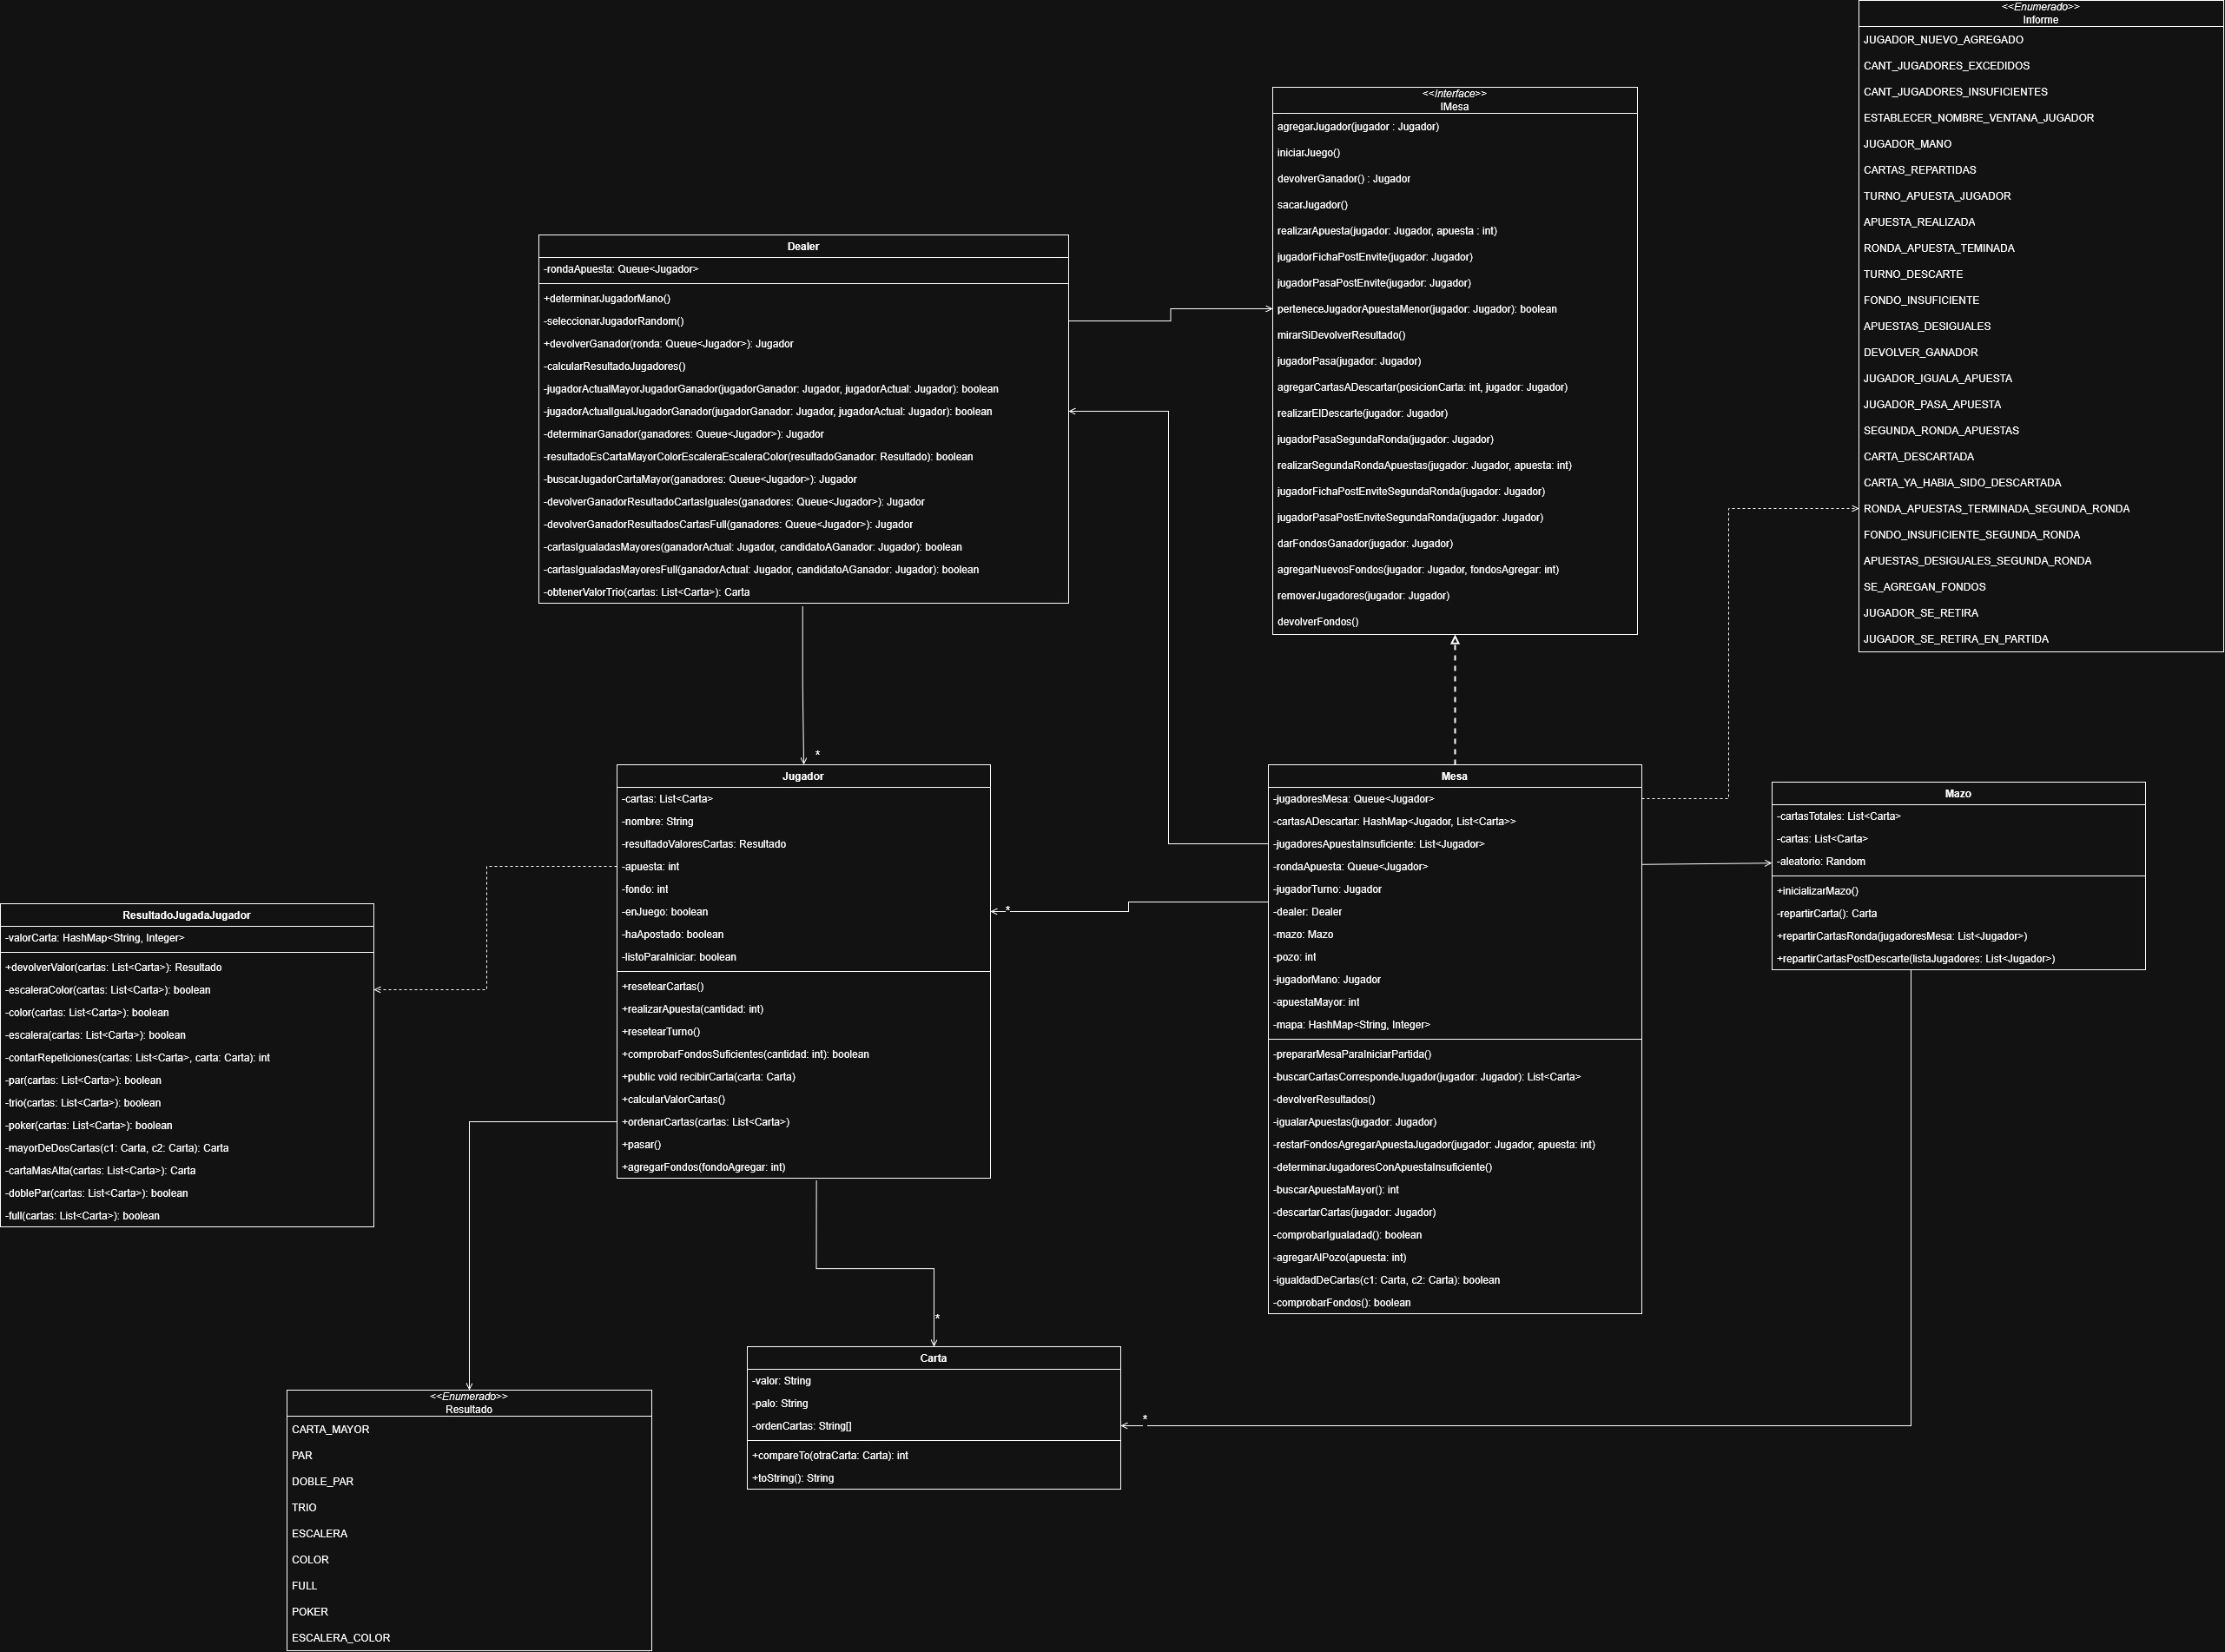 <<Enumerado>>
Informe
JUGADOR_NUEVO_AGREGADO
CANT_JUGADORES_EXCEDIDOS
CANT_JUGADORES_INSUFICIENTES
ESTABLECER_NOMBRE_VENTANA_JUGADOR
JUGADOR_MANO
CARTAS_REPARTIDAS
TURNO_APUESTA_JUGADOR
APUESTA_REALIZADA
RONDA_APUESTA_TEMINADA
TURNO_DESCARTE
FONDO_INSUFICIENTE
APUESTAS_DESIGUALES
DEVOLVER_GANADOR
JUGADOR_IGUALA_APUESTA
JUGADOR_PASA_APUESTA
SEGUNDA_RONDA_APUESTAS
CARTA_DESCARTADA
CARTA_YA_HABIA_SIDO_DESCARTADA
RONDA_APUESTAS_TERMINADA_SEGUNDA_RONDA
FONDO_INSUFICIENTE_SEGUNDA_RONDA
APUESTAS_DESIGUALES_SEGUNDA_RONDA
SE_AGREGAN_FONDOS
JUGADOR_SE_RETIRA
JUGADOR_SE_RETIRA_EN_PARTIDA
<<Interface>>
IMesa
agregarJugador(jugador : Jugador)
iniciarJuego()
devolverGanador() : Jugador
sacarJugador()
realizarApuesta(jugador: Jugador, apuesta : int)
jugadorFichaPostEnvite(jugador: Jugador)
jugadorPasaPostEnvite(jugador: Jugador)
perteneceJugadorApuestaMenor(jugador: Jugador): boolean
mirarSiDevolverResultado()
jugadorPasa(jugador: Jugador)
agregarCartasADescartar(posicionCarta: int, jugador: Jugador)
realizarElDescarte(jugador: Jugador)
jugadorPasaSegundaRonda(jugador: Jugador)
realizarSegundaRondaApuestas(jugador: Jugador, apuesta: int)
jugadorFichaPostEnviteSegundaRonda(jugador: Jugador)
jugadorPasaPostEnviteSegundaRonda(jugador: Jugador)
darFondosGanador(jugador: Jugador)
agregarNuevosFondos(jugador: Jugador, fondosAgregar: int)
removerJugadores(jugador: Jugador)
devolverFondos()
Dealer
-rondaApuesta: Queue<Jugador>
+determinarJugadorMano()
-seleccionarJugadorRandom()
+devolverGanador(ronda: Queue<Jugador>): Jugador
-calcularResultadoJugadores()
-jugadorActualMayorJugadorGanador(jugadorGanador: Jugador, jugadorActual: Jugador): boolean
-jugadorActualIgualJugadorGanador(jugadorGanador: Jugador, jugadorActual: Jugador): boolean
-determinarGanador(ganadores: Queue<Jugador>): Jugador
-resultadoEsCartaMayorColorEscaleraEscaleraColor(resultadoGanador: Resultado): boolean
-buscarJugadorCartaMayor(ganadores: Queue<Jugador>): Jugador
-devolverGanadorResultadoCartasIguales(ganadores: Queue<Jugador>): Jugador
-devolverGanadorResultadosCartasFull(ganadores: Queue<Jugador>): Jugador
-cartasIgualadasMayores(ganadorActual: Jugador, candidatoAGanador: Jugador): boolean
-cartasIgualadasMayoresFull(ganadorActual: Jugador, candidatoAGanador: Jugador): boolean
-obtenerValorTrio(cartas: List<Carta>): Carta
*
Jugador
-cartas: List<Carta>
-nombre: String
-resultadoValoresCartas: Resultado
-apuesta: int
-fondo: int
-enJuego: boolean
-haApostado: boolean
-listoParaIniciar: boolean
+resetearCartas()
+realizarApuesta(cantidad: int)
+resetearTurno()
+comprobarFondosSuficientes(cantidad: int): boolean
+public void recibirCarta(carta: Carta)
+calcularValorCartas()
+ordenarCartas(cartas: List<Carta>)
+pasar()
+agregarFondos(fondoAgregar: int)
*
Mesa
-jugadoresMesa: Queue<Jugador>
-cartasADescartar: HashMap<Jugador, List<Carta>>
-jugadoresApuestaInsuficiente: List<Jugador>
-rondaApuesta: Queue<Jugador>
-jugadorTurno: Jugador
-dealer: Dealer
-mazo: Mazo
-pozo: int
-jugadorMano: Jugador
-apuestaMayor: int
-mapa: HashMap<String, Integer>
-prepararMesaParaIniciarPartida()
-buscarCartasCorrespondeJugador(jugador: Jugador): List<Carta>
-devolverResultados()
-igualarApuestas(jugador: Jugador)
-restarFondosAgregarApuestaJugador(jugador: Jugador, apuesta: int)
-determinarJugadoresConApuestaInsuficiente()
-buscarApuestaMayor(): int
-descartarCartas(jugador: Jugador)
-comprobarIgualadad(): boolean
-agregarAlPozo(apuesta: int)
-igualdadDeCartas(c1: Carta, c2: Carta): boolean
-comprobarFondos(): boolean
Mazo
-cartasTotales: List<Carta>
-cartas: List<Carta>
-aleatorio: Random
+inicializarMazo()
-repartirCarta(): Carta
+repartirCartasRonda(jugadoresMesa: List<Jugador>)
+repartirCartasPostDescarte(listaJugadores: List<Jugador>)
ResultadoJugadaJugador
-valorCarta: HashMap<String, Integer>
+devolverValor(cartas: List<Carta>): Resultado
-escaleraColor(cartas: List<Carta>): boolean
-color(cartas: List<Carta>): boolean
-escalera(cartas: List<Carta>): boolean
-contarRepeticiones(cartas: List<Carta>, carta: Carta): int
-par(cartas: List<Carta>): boolean
-trio(cartas: List<Carta>): boolean
-poker(cartas: List<Carta>): boolean
-mayorDeDosCartas(c1: Carta, c2: Carta): Carta
-cartaMasAlta(cartas: List<Carta>): Carta
-doblePar(cartas: List<Carta>): boolean
-full(cartas: List<Carta>): boolean
*
Carta
-valor: String
-palo: String
-ordenCartas: String[]
+compareTo(otraCarta: Carta): int
+toString(): String
*
<<Enumerado>>
Resultado
CARTA_MAYOR
PAR
DOBLE_PAR
TRIO
ESCALERA
COLOR
FULL
POKER
ESCALERA_COLOR